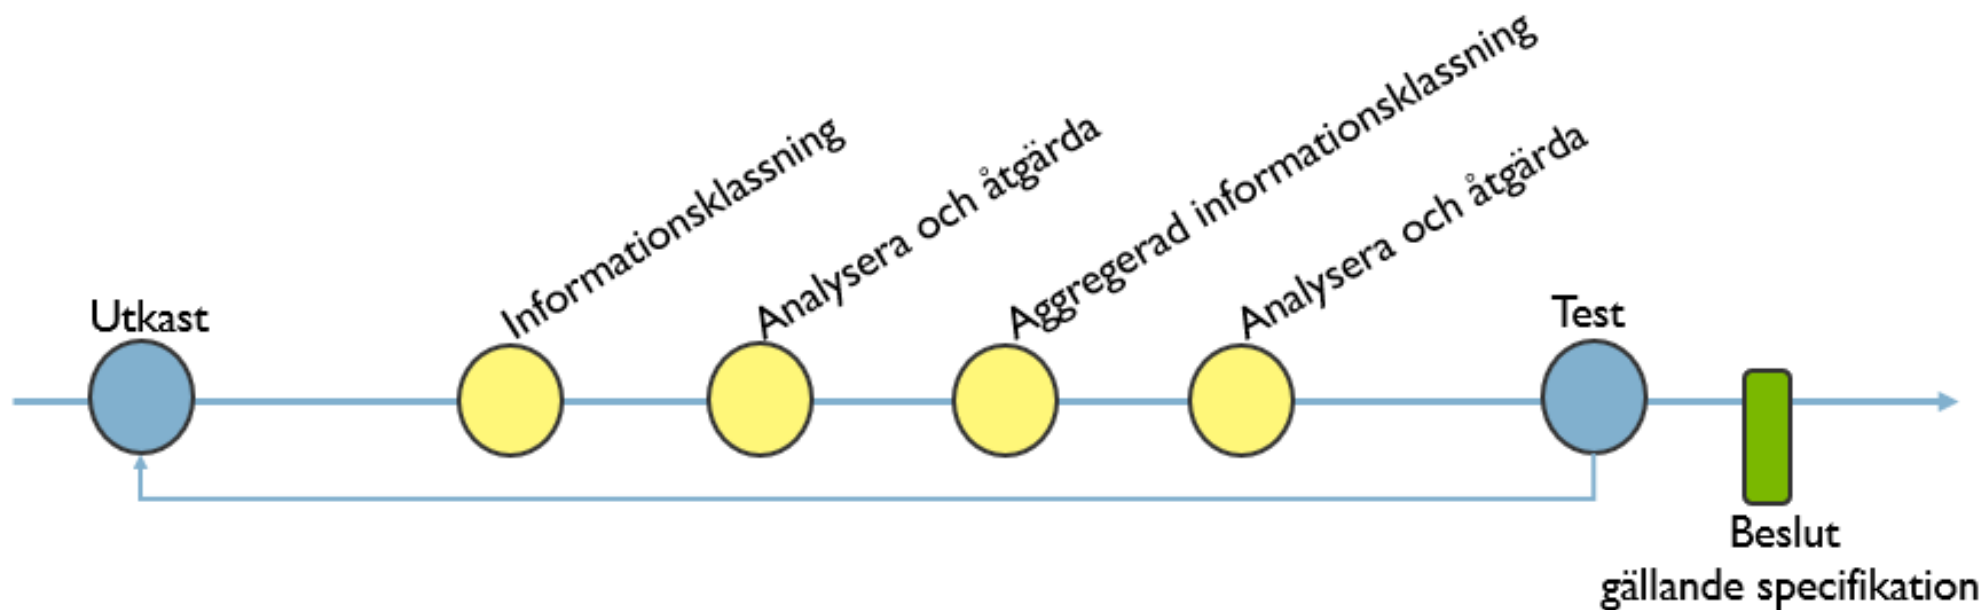 Utkast
Informationsklassning
Analysera och åtgärda
Aggregerad informationsklassning
Analysera och åtgärda
Test
Beslut
gällande specifikation